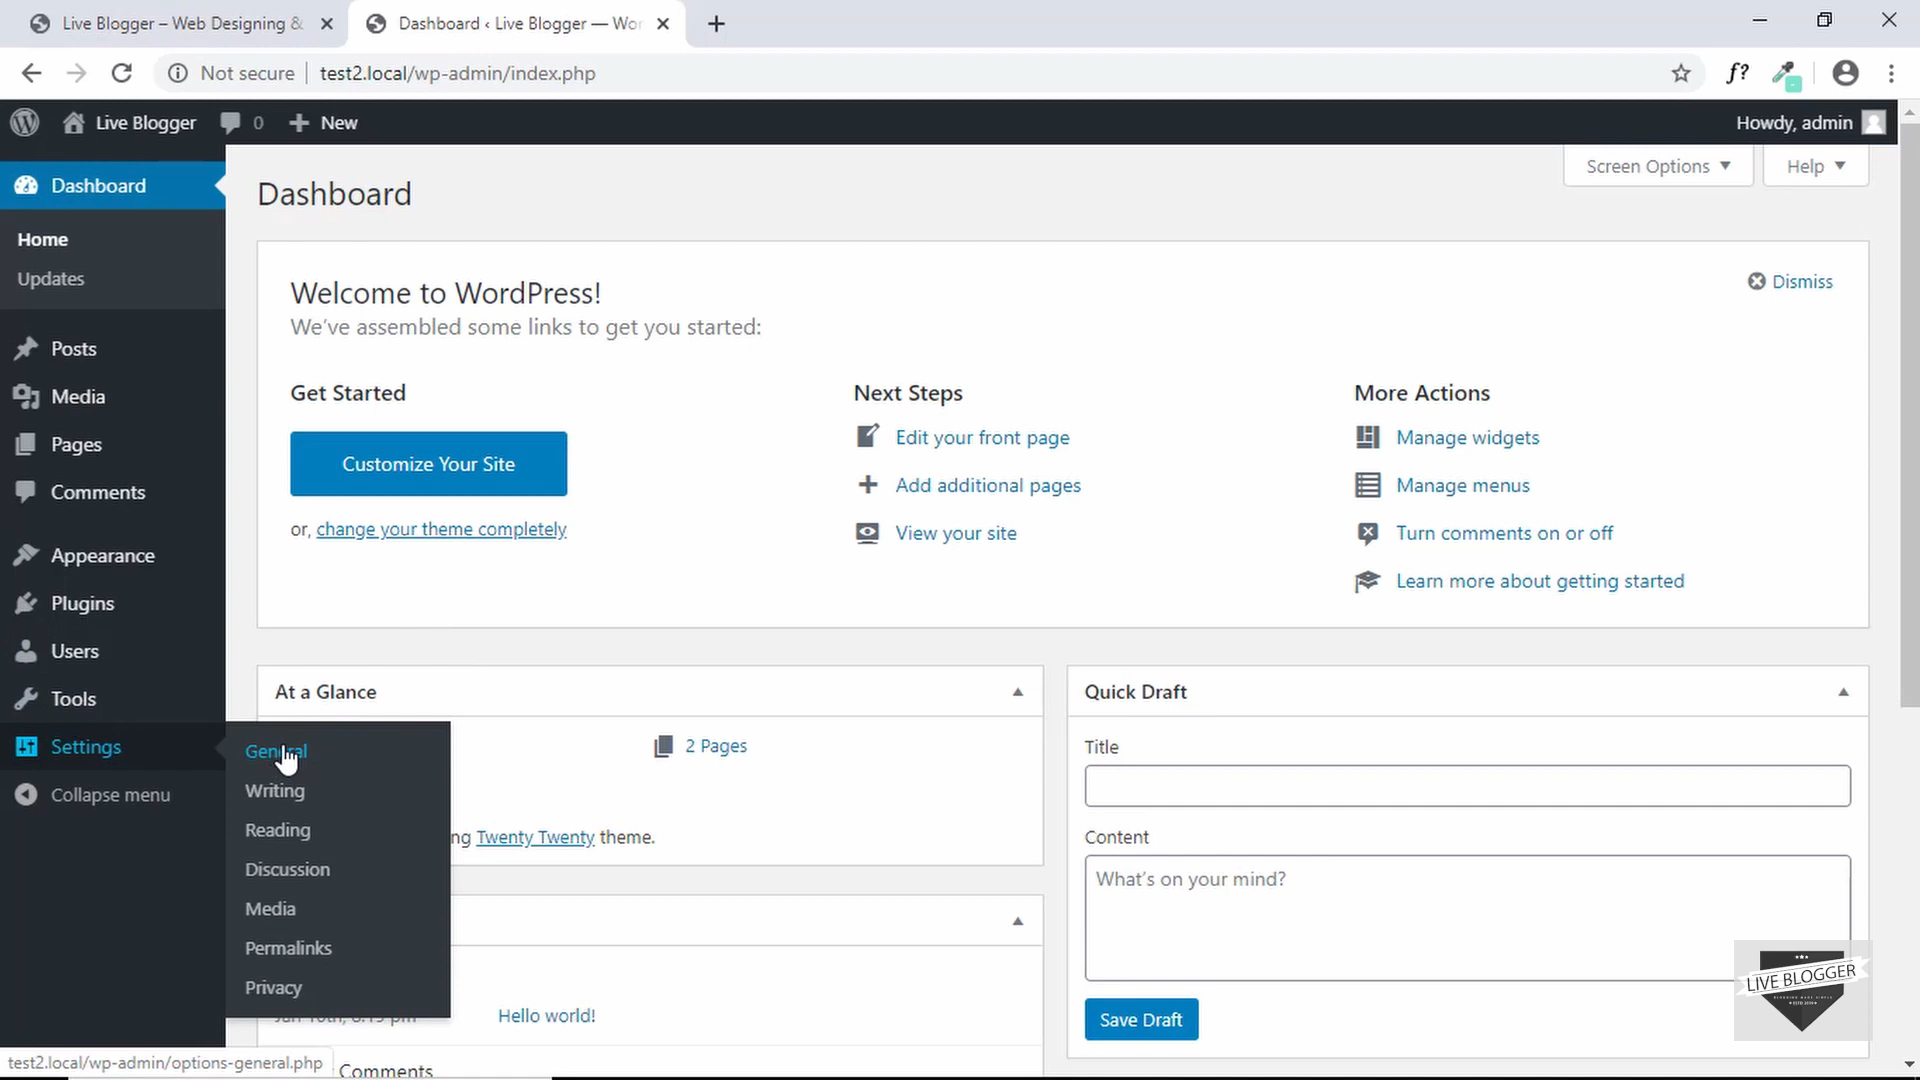 Live Blogger – Web Designing &
Dashboard ‹ Live Blogger — Wor
Not secure
test2.local/wp-admin/index.php
f?
Live Blogger
0
New
Howdy, admin
Dashboard
Home
Updates
Posts
Media
Pages
Comments
Appearance
Plugins
Users
Tools
Settings
Collapse menu
General
Writing
Reading
Discussion
Media
Permalinks
Privacy
Dashboard
Screen Options
Help
Welcome to WordPress!
We've assembled some links to get you started:
Dismiss
Get Started
Customize Your Site
or, change your theme completely
Next Steps
Edit your front page
Add additional pages
View your site
More Actions
Manage widgets
Manage menus
Turn comments on or off
Learn more about getting started
At a Glance
2 Pages
ng Twenty Twenty theme.
Hello world!
Comments
Quick Draft
Title
Content
What's on your mind?
Save Draft
LIVE BLOGGER
test2.local/wp-admin/options-general.php